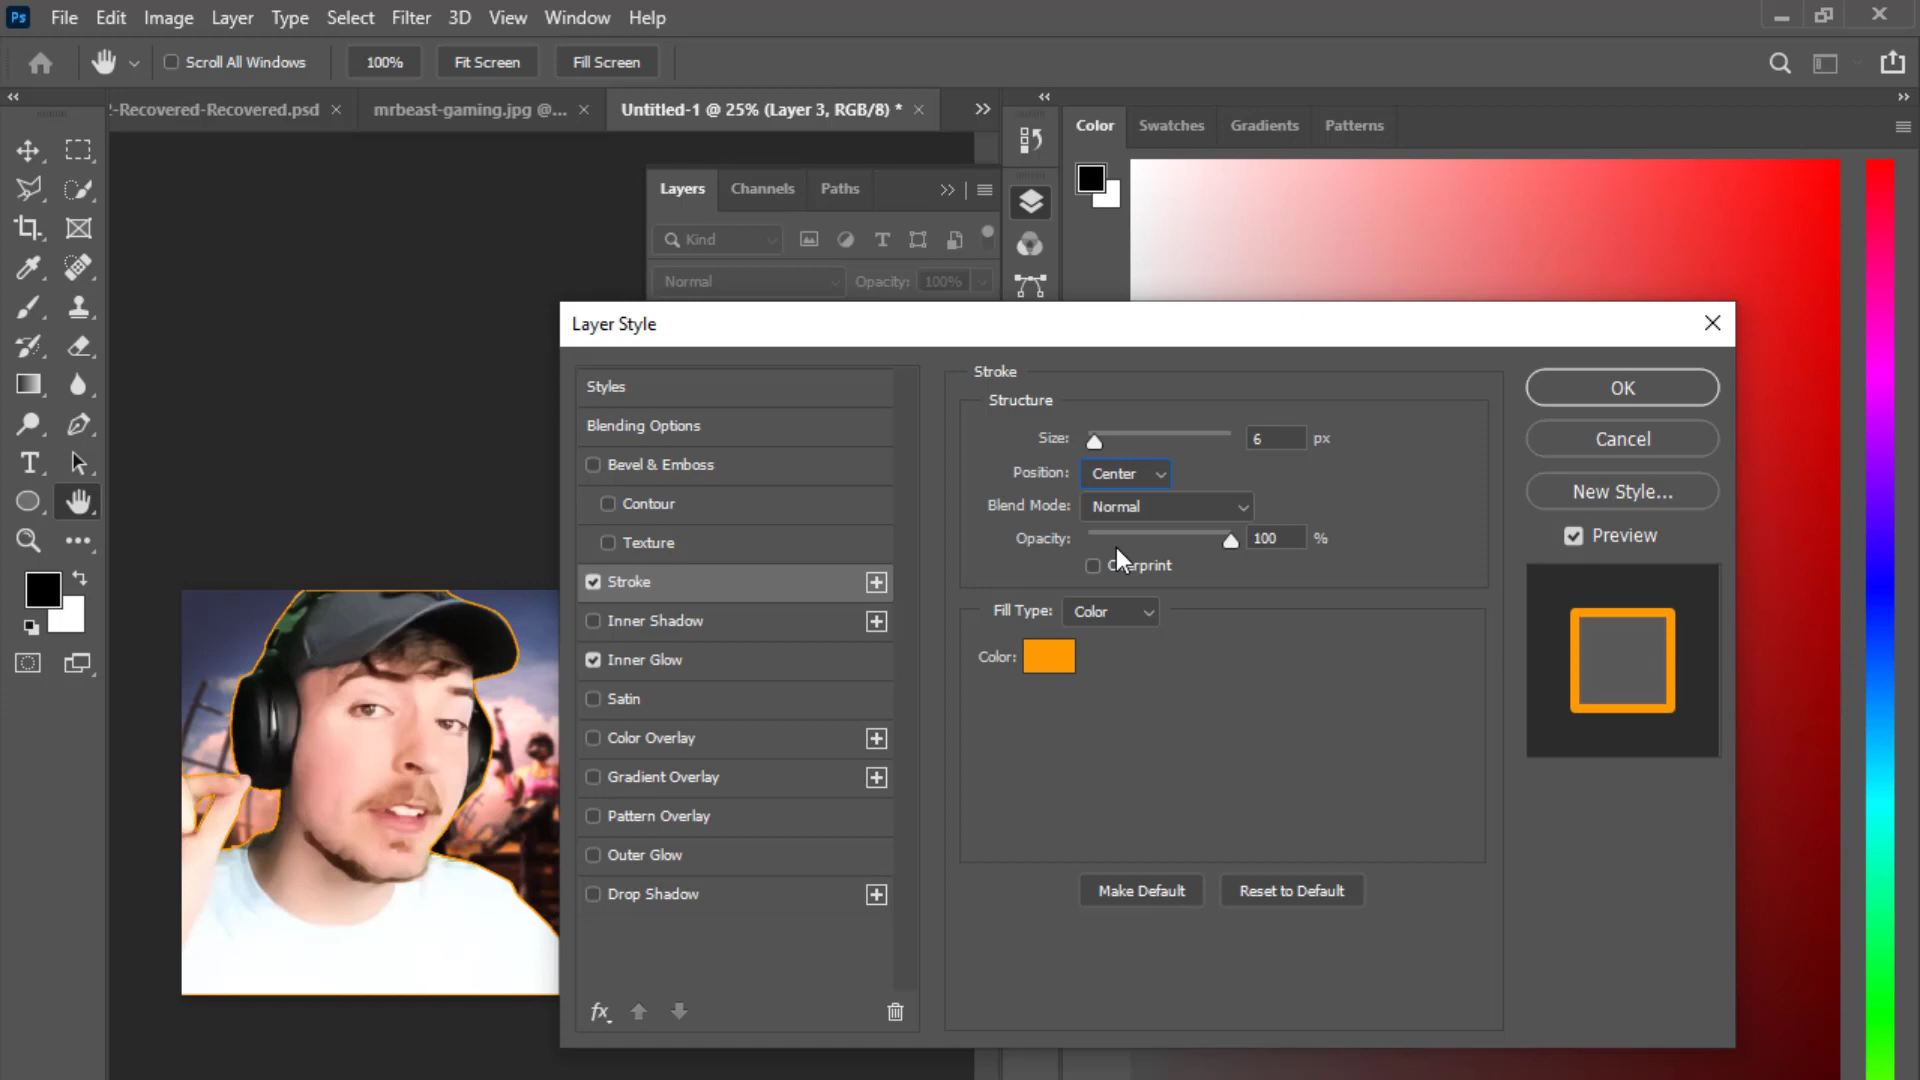 Ps File Edit Image Layer Type Select Filter 3D View Window Help
Scroll All Windows 100% Fit Screen Fill Screen
-Recovered-Recovered.psd mrbeast-gaming.jpg @... Untitled-1 @ 25% (Layer 3, RGB/8) *
Color Swatches Gradients Patterns
Layers Channels Paths
Kind
Normal Opacity: 100%
Layer Style
Styles
Blending Options
Bevel & Emboss
Contour
Texture
Stroke
Inner Shadow
Inner Glow
Satin
Color Overlay
Gradient Overlay
Pattern Overlay
Outer Glow
Drop Shadow
fx
Stroke
Structure
Size: 6 px
Position: Center
Blend Mode: Normal
Opacity: 100 %
Fill Type: Color
Color:
Make Default Reset to Default
OK
Cancel
New Style...
Preview